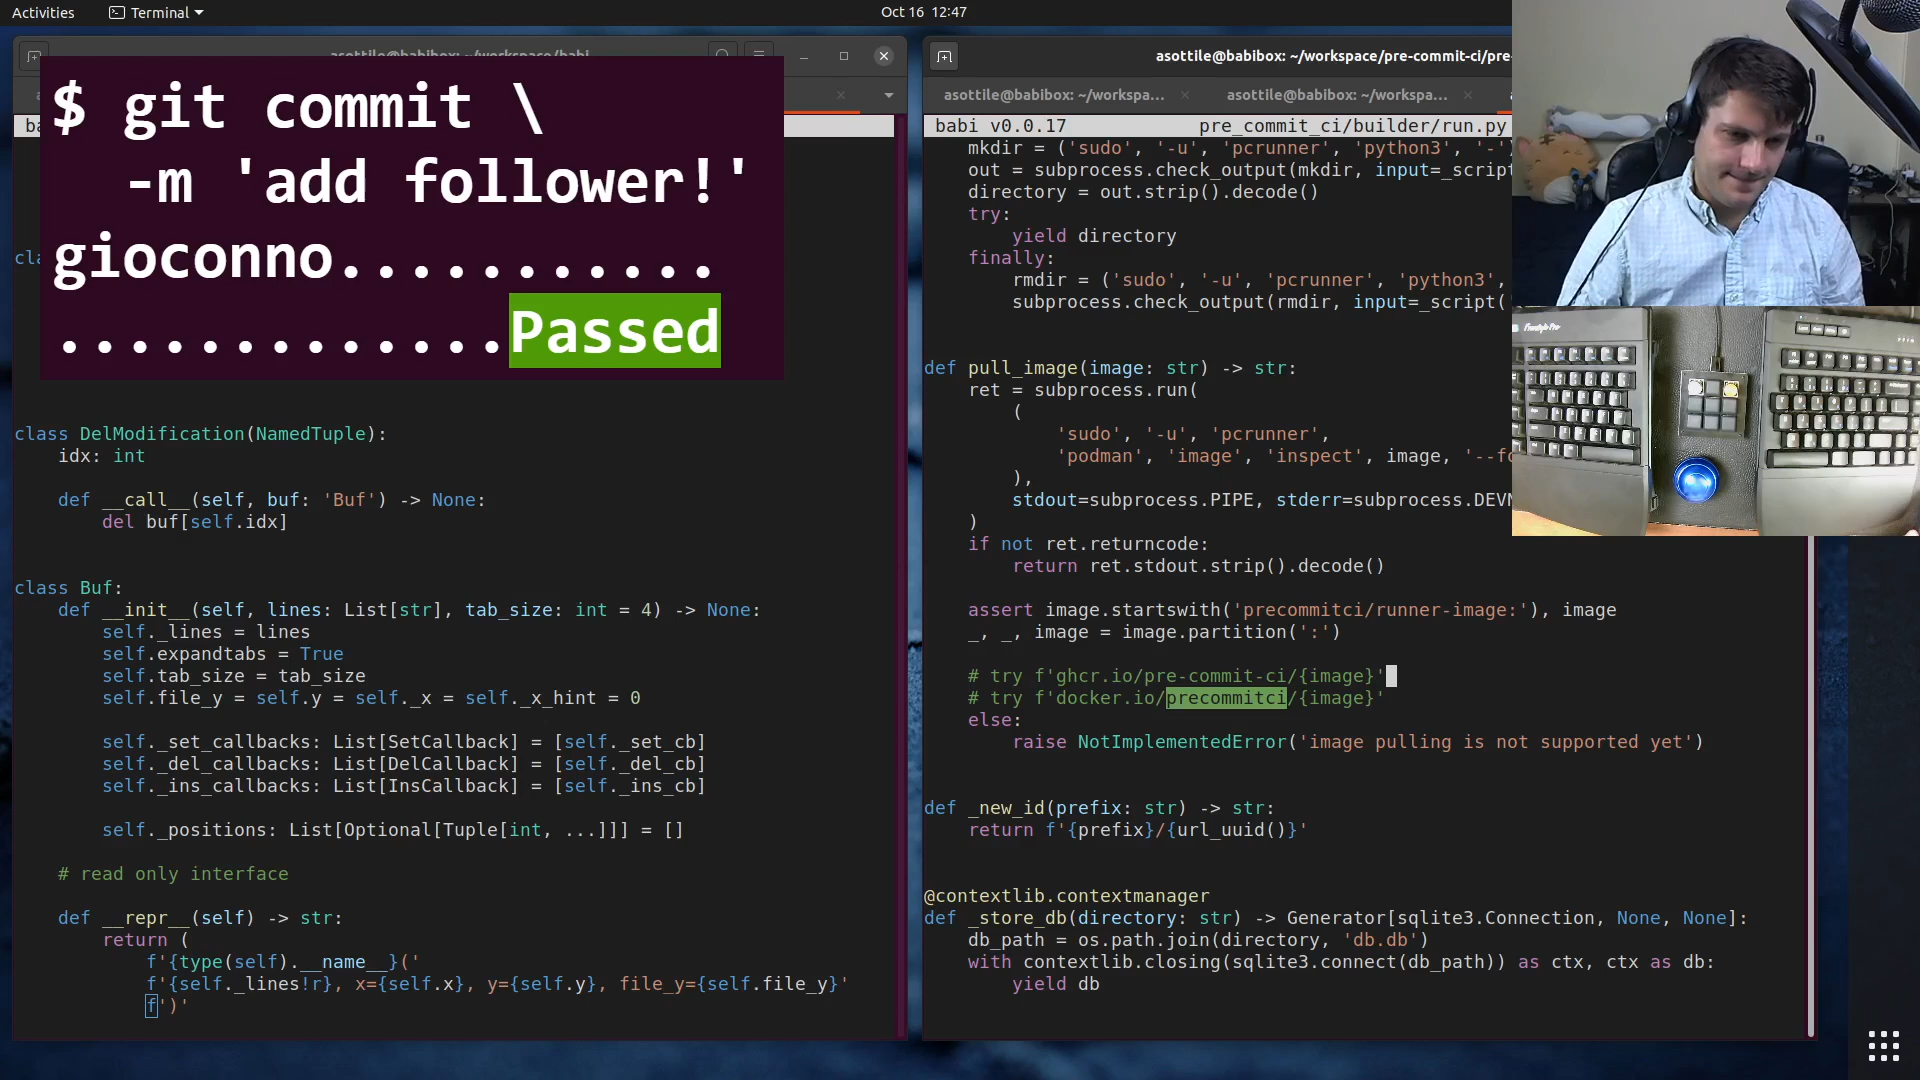 Activities
Terminal
Oct 16 12:47
asottile@babibox: ~/workspace/babi
$ git commit \
-m 'add follower!'
gioconno...........
.............Passed
ba
cla
class DelModification(NamedTuple):
idx: int
def __call__(self, buf: 'Buf') -> None:
del buf[self.idx]
class Buf:
def __init__(self, lines: List[str], tab_size: int = 4) -> None:
self._lines = lines
self.expandtabs = True
self.tab_size = tab_size
self.file_y = self.y = self._x = self._x_hint = 0
self._set_callbacks: List[SetCallback] = [self._set_cb]
self._del_callbacks: List[DelCallback] = [self._del_cb]
self._ins_callbacks: List[InsCallback] = [self._ins_cb]
self._positions: List[Optional[Tuple[int, ...]]] = []
# read only interface
def __repr__(self) -> str:
return (
f'{type(self).__name__}('
f'{self._lines!r}, x={self.x}, y={self.y}, file_y={self.file_y}'
f')'
asottile@babibox: ~/workspace/pre-commit-ci/pre
asottile@babibox: ~/workspa...
asottile@babibox: ~/workspa...
babi v0.0.17 pre_commit_ci/builder/run.py
mkdir = ('sudo', '-u', 'pcrunner', 'python3', '-')
out = subprocess.check_output(mkdir, input=_script
directory = out.strip().decode()
try:
yield directory
finally:
rmdir = ('sudo', '-u', 'pcrunner', 'python3',
subprocess.check_output(rmdir, input=_script('
def pull_image(image: str) -> str:
ret = subprocess.run(
(
'sudo', '-u', 'pcrunner',
'podman', 'image', 'inspect', image, '--fo
),
stdout=subprocess.PIPE, stderr=subprocess.DEVN
)
if not ret.returncode:
return ret.stdout.strip().decode()
assert image.startswith('precommitci/runner-image:'), image
_, _, image = image.partition(':')
# try f'ghcr.io/pre-commit-ci/{image}'
# try f'docker.io/precommitci/{image}'
else:
raise NotImplementedError('image pulling is not supported yet')
def _new_id(prefix: str) -> str:
return f'{prefix}/{url_uuid()}'
@contextlib.contextmanager
def _store_db(directory: str) -> Generator[sqlite3.Connection, None, None]:
db_path = os.path.join(directory, 'db.db')
with contextlib.closing(sqlite3.connect(db_path)) as ctx, ctx as db:
yield db
Freestyle Pro